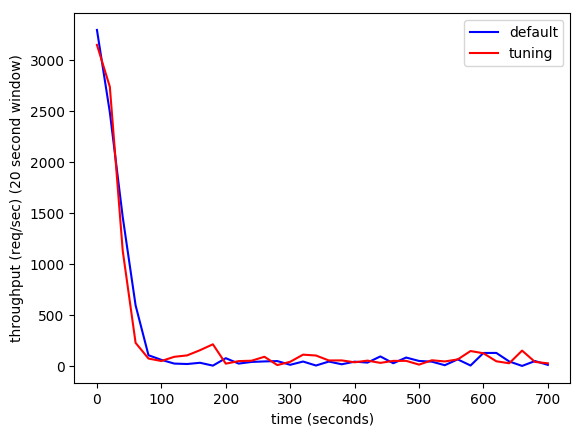 default
tuning
3000
2500
2000
1500
1000
500
0
throughput (req/sec) (20 second window)
0 100 200 300 400 500 600 700
time (seconds)